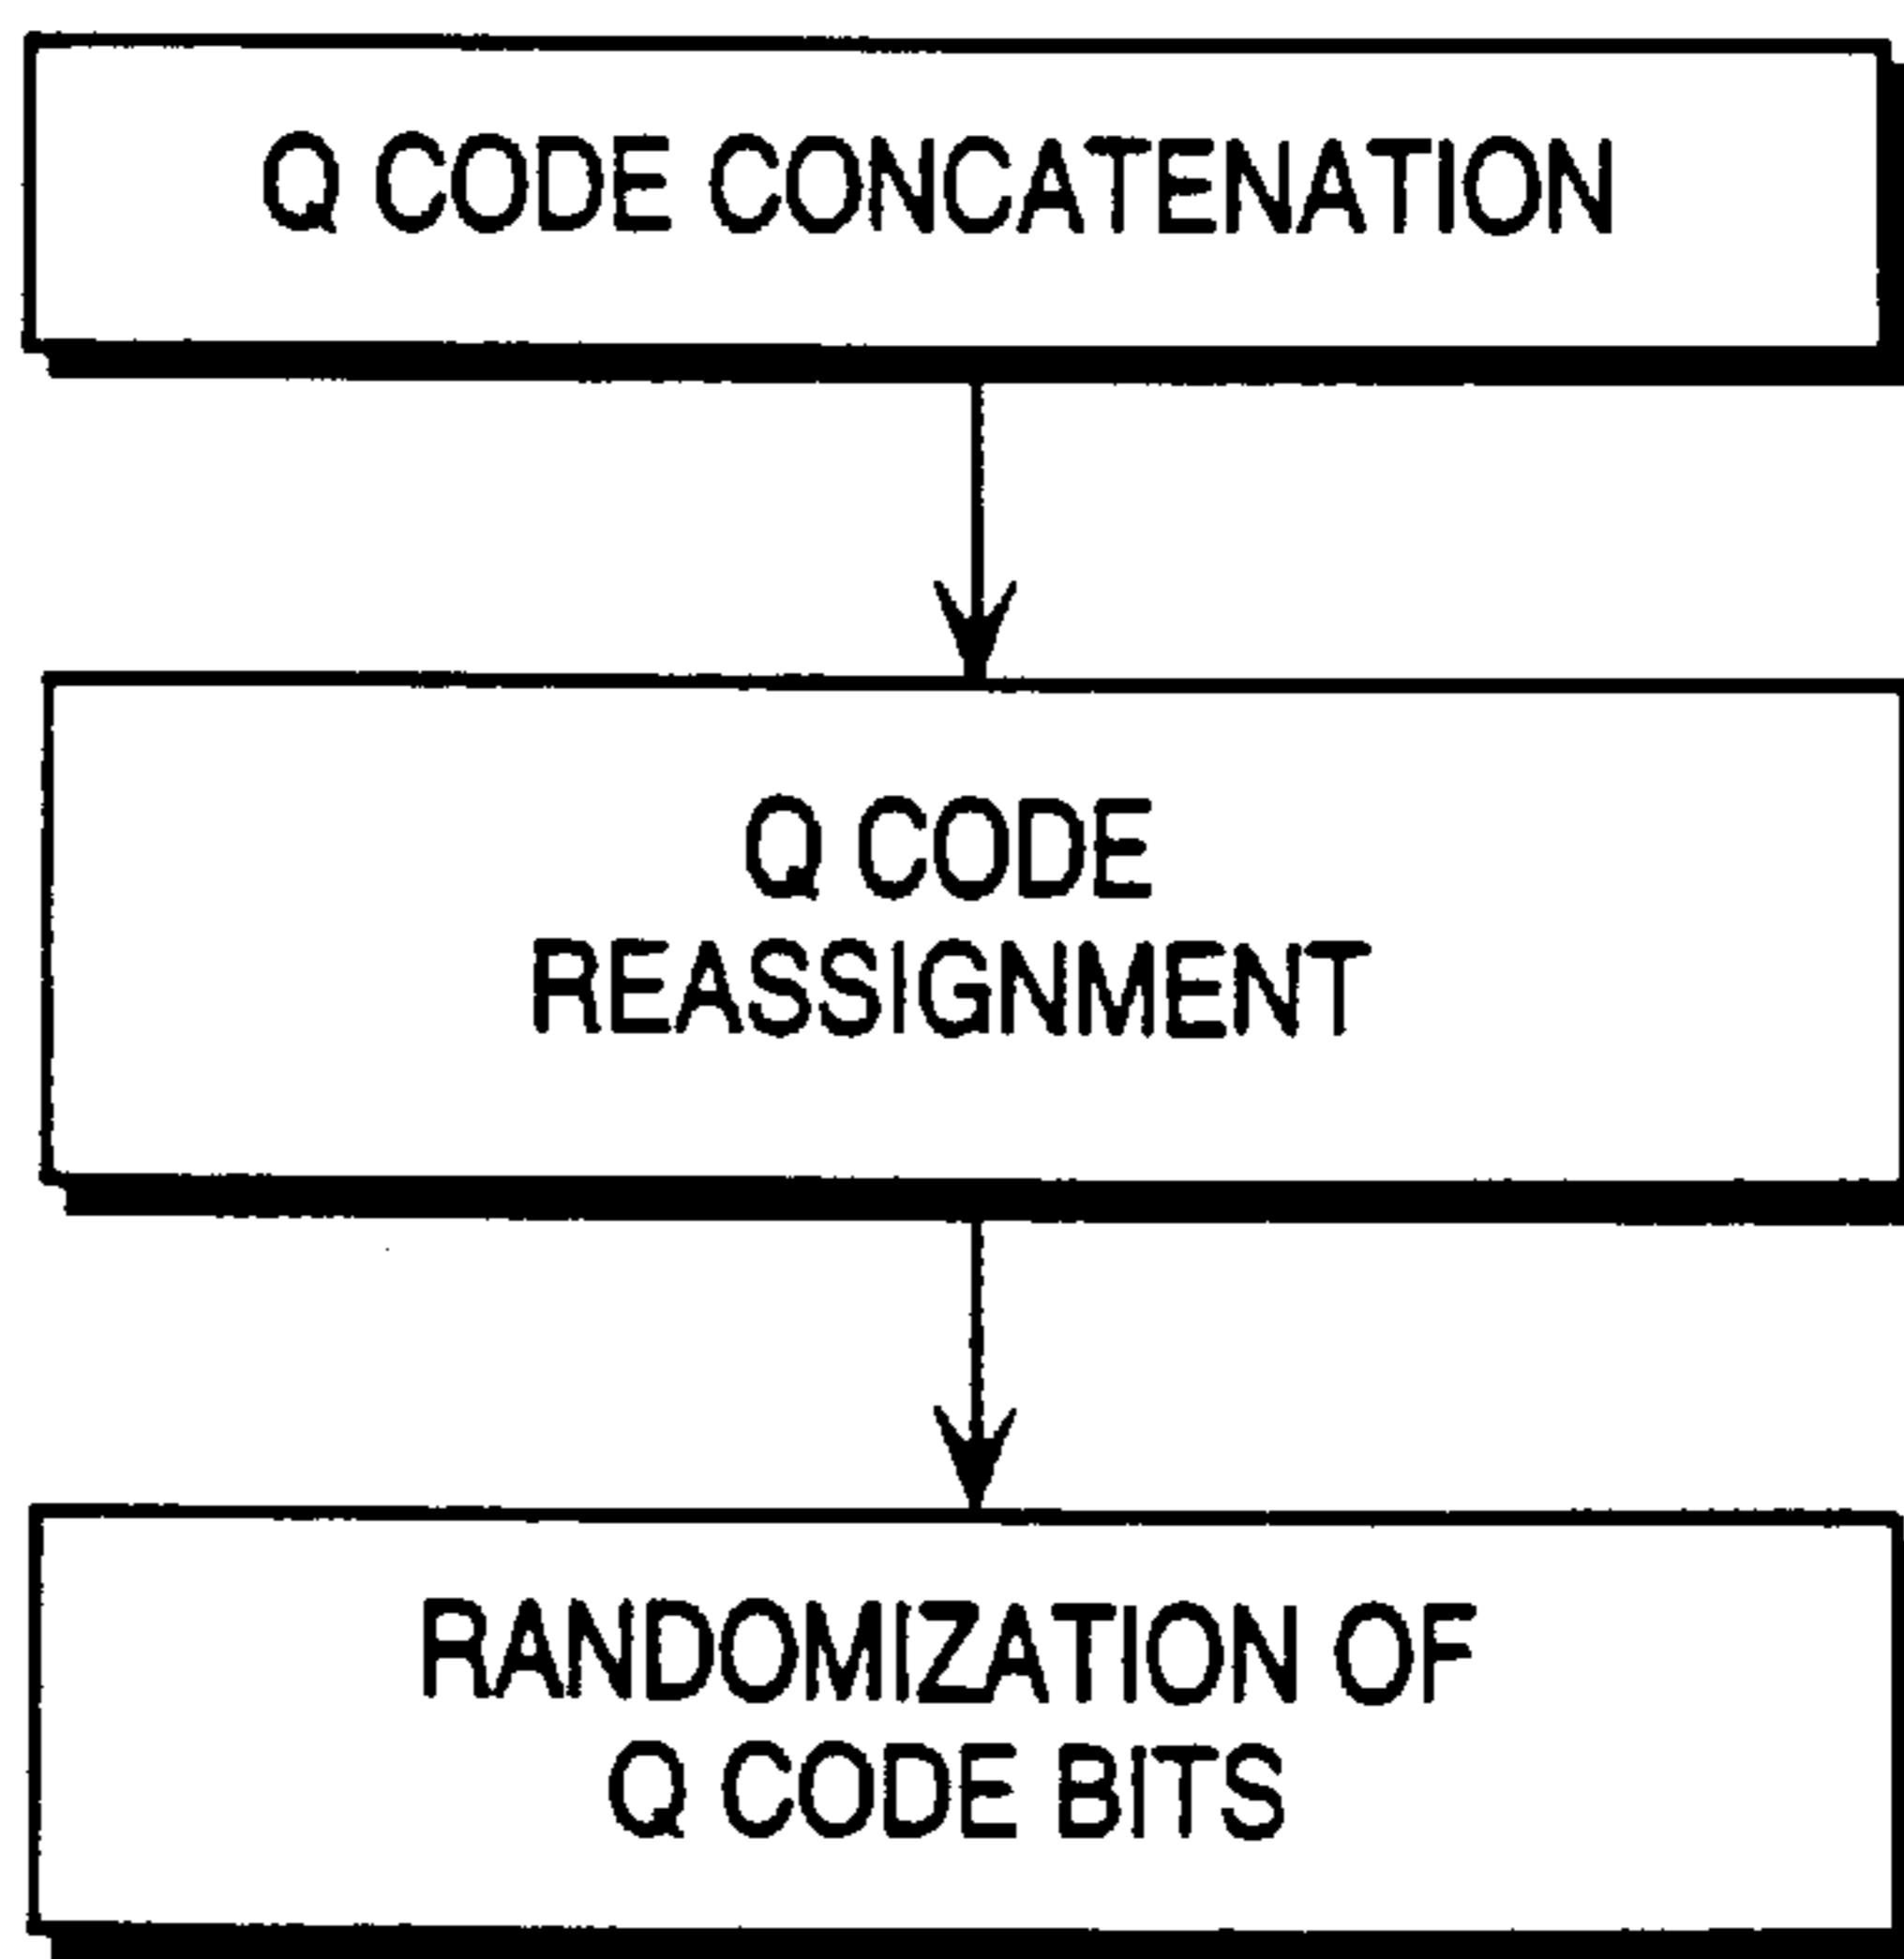 Q CODE CONCATENATION
Q CODE
REASSIGNMENT
RANDOMIZATION OF
Q CODE BITS